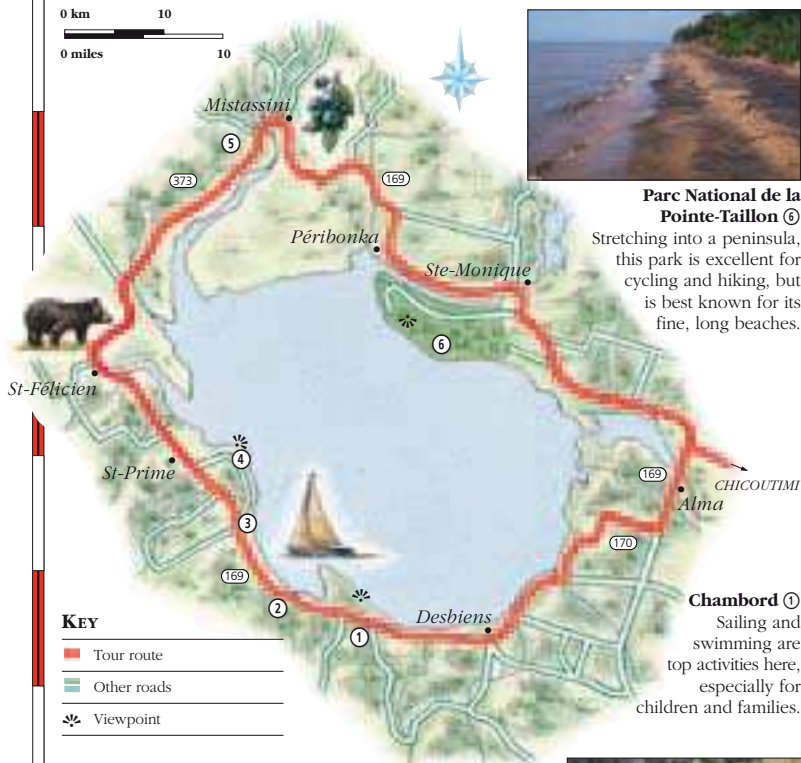 0 km 10
0 miles 10
Mistassini
⑤
373
169
Parc National de la
Pointe-Taillon ⑥
Stretching into a peninsula,
this park is excellent for
cycling and hiking, but
is best known for its
fine, long beaches.
Péribonka
Ste-Monique
⑥
St-Félicien
④
St-Prime
CHICOUTIMI
169
Alma
③
170
169
②
①
Desbiens
Chambord ①
Sailing and
swimming are
top activities here,
especially for
children and families.
KEY
Tour route
Other roads
Viewpoint